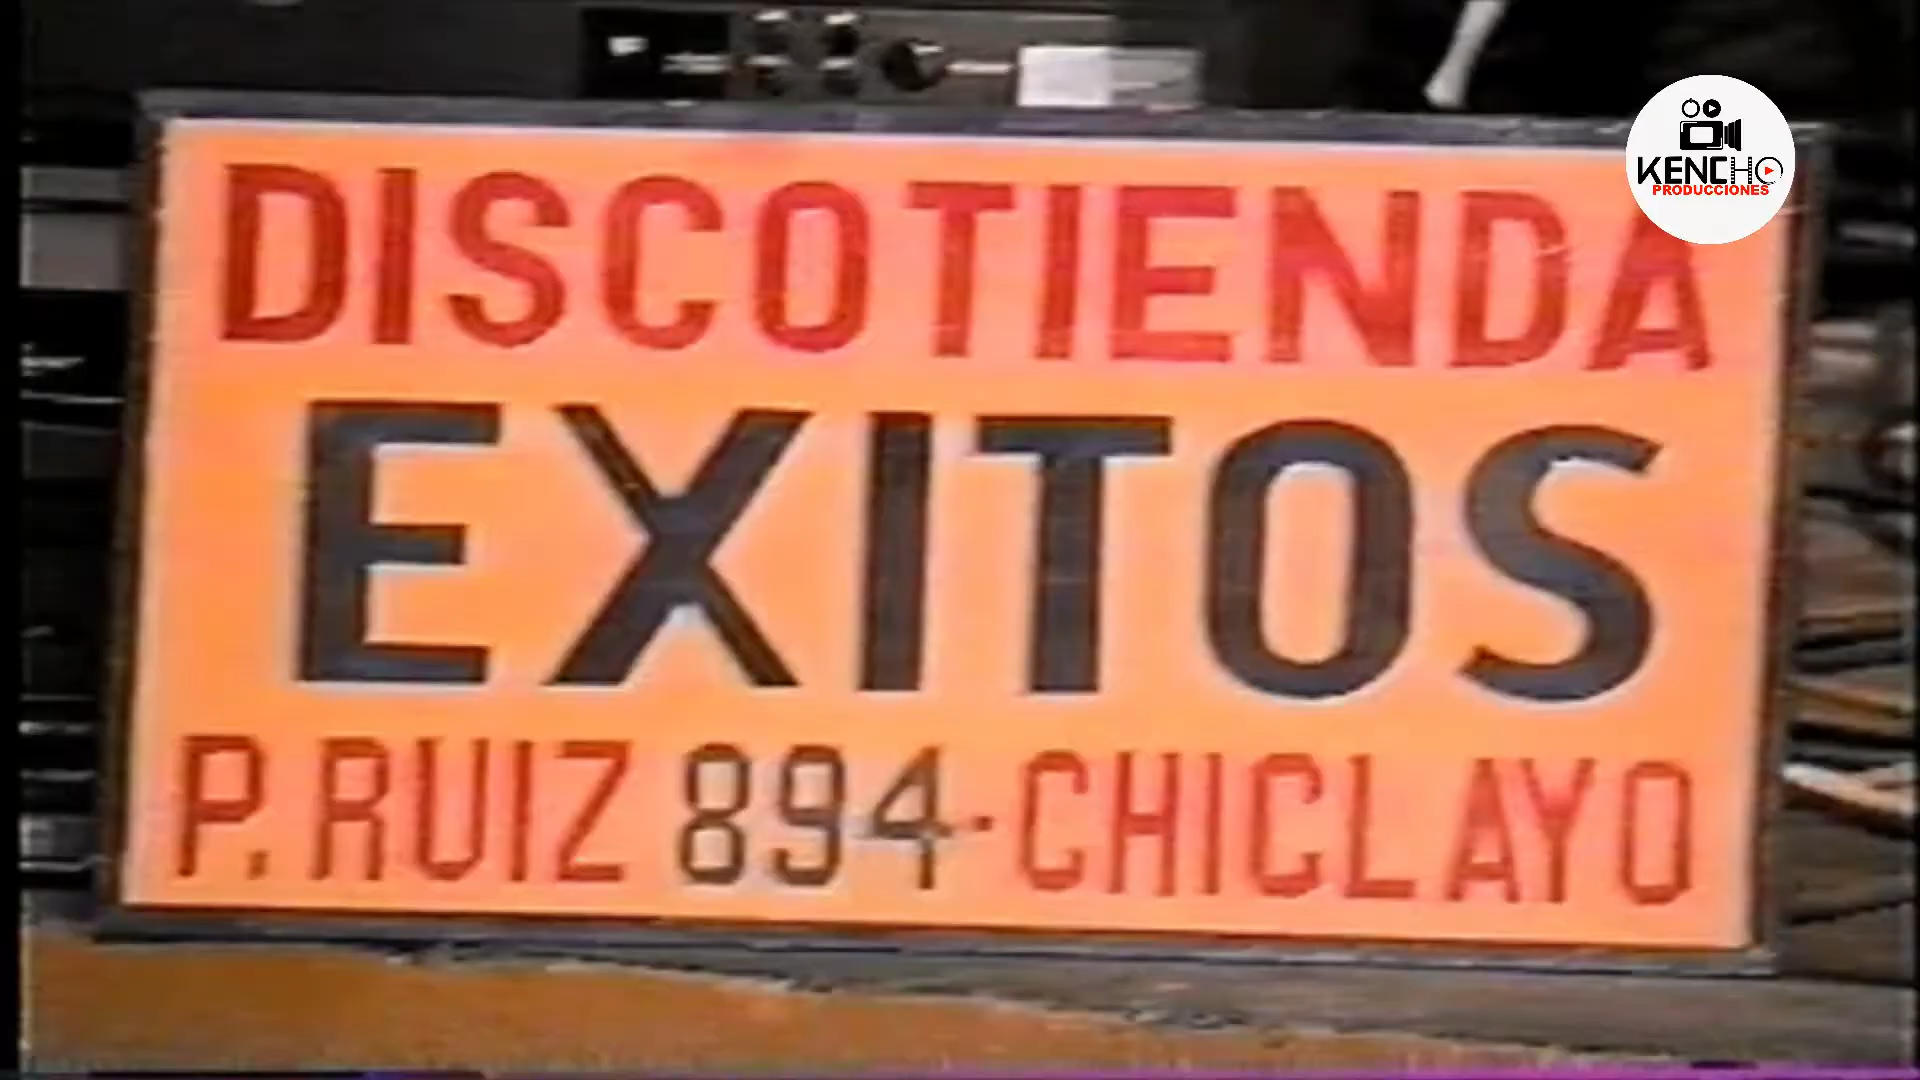 DISCOTIENDA
EXITOS
P. RUIZ 894 · CHICLAYO
KENCHO
PRODUCCIONES